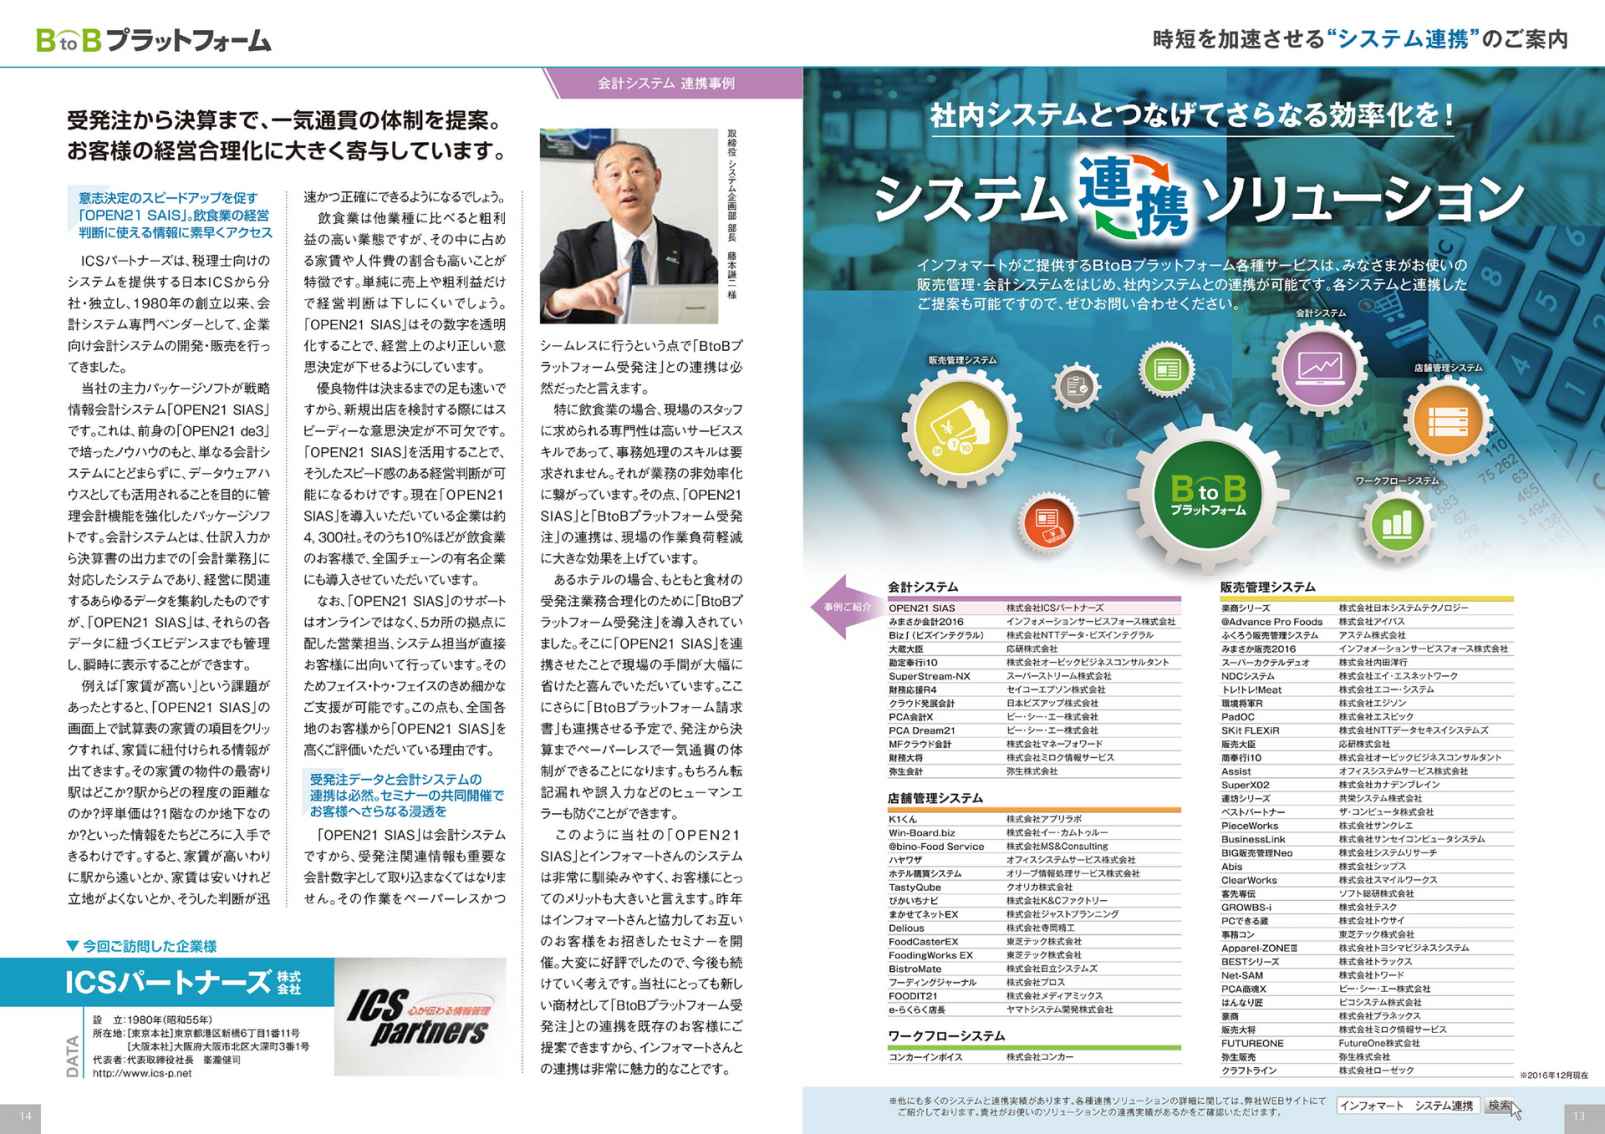 BtoBプラットフォーム
時短を加速させる“システム連携”のご案内
会計システム 連携事例
受発注から決算まで、一気通貫の体制を提案。
お客様の経営合理化に大きく寄与しています。
意志決定のスピードアップを促す
「OPEN21 SAIS」。飲食業の経営
判断に使える情報に素早くアクセス
ICSパートナーズは、税理士向けの
システムを提供する日本ICSから分
社・独立し、1980年の創立以来、会
計システム専門ベンダーとして、企業
向け会計システムの開発・販売を行っ
てきました。
当社の主力パッケージソフトが戦略
情報会計システム「OPEN21 SIAS」
です。これは、前身の「OPEN21 de3」
で培ったノウハウのもと、単なる会計シ
ステムにとどまらずに、データウェアハ
ウスとしても活用されることを目的に管
理会計機能を強化したパッケージソフ
トです。会計システムとは、仕訳入力か
ら決算書の出力までの「会計業務」に
対応したシステムであり、経営に関連
するあらゆるデータを集約したものです
が、「OPEN21 SIAS」は、それらの各
データに紐づくエビデンスまでも管理
し、瞬時に表示することができます。
例えば「家賃が高い」という課題が
あったとすると、「OPEN21 SIAS」の
画面上で試算表の家賃の項目をクリッ
クすれば、家賃に紐付けられる情報が
出てきます。その家賃の物件の最寄り
駅はどこか?駅からどの程度の距離な
のか?坪単価は?1階なのか地下なの
か?といった情報をたちどころに入手で
きるわけです。すると、家賃が高いわり
に駅から遠いとか、家賃は安いけれど
立地がよくないとか、そうした判断が迅
速かつ正確にできるようになるでしょう。
飲食業は他業種に比べると粗利
益の高い業態ですが、その中に占め
る家賃や人件費の割合も高いことが
特徴です。単純に売上や粗利益だけ
で経営判断は下しにくいでしょう。
「OPEN21 SIAS」はその数字を透明
化することで、経営上のより正しい意
思決定が下せるようにしています。
優良物件は決まるまでの足も速いで
すから、新規出店を検討する際にはス
ピーディーな意思決定が不可欠です。
「OPEN21 SIAS」を活用することで、
そうしたスピード感のある経営判断が可
能になるわけです。現在「OPEN21
SIAS」を導入いただいている企業は約
4,300社。そのうち10%ほどが飲食業
のお客様で、全国チェーンの有名企業
にも導入させていただいています。
なお、「OPEN21 SIAS」のサポート
はオンラインではなく、5カ所の拠点に
配した営業担当、システム担当が直接
お客様に出向いて行っています。その
ためフェイス・トゥ・フェイスのきめ細かな
ご支援が可能です。この点も、全国各
地のお客様から「OPEN21 SIAS」を
高くご評価いただいている理由です。
受発注データと会計システムの
連携は必然。セミナーの共同開催で
お客様へさらなる浸透を
「OPEN21 SIAS」は会計システム
ですから、受発注関連情報も重要な
会計数字として取り込まなくてはなりま
せん。その作業をペーパーレスかつ
取締役 システム企画部 部長 藤本謙二 様
シームレスに行うという点で「BtoBプ
ラットフォーム受発注」との連携は必
然だったと言えます。
特に飲食業の場合、現場のスタッフ
に求められる専門性は高いサービスス
キルであって、事務処理のスキルは要
求されません。それが業務の非効率化
に繋がっています。その点、「OPEN21
SIAS」と「BtoBプラットフォーム受発
注」の連携は、現場の作業負荷軽減
に大きな効果を上げています。
あるホテルの場合、もともと食材の
受発注業務合理化のために「BtoBプ
ラットフォーム受発注」を導入されてい
ました。そこに「OPEN21 SIAS」を連
携させたことで現場の手間が大幅に
省けたと喜んでいただいています。ここ
にさらに「BtoBプラットフォーム請求
書」も連携させる予定で、発注から決
算までペーパーレスで一気通貫の体
制ができることになります。もちろん転
記漏れや誤入力などのヒューマンエ
ラーも防ぐことができます。
このように当社の「OPEN21
SIAS」とインフォマートさんのシステム
は非常に馴染みやすく、お客様にとっ
てのメリットも大きいと言えます。昨年
はインフォマートさんと協力してお互い
のお客様をお招きしたセミナーを開
催。大変に好評でしたので、今後も続
けていく考えです。当社にとっても新し
い商材として「BtoBプラットフォーム受
発注」との連携を既存のお客様にご
提案できますから、インフォマートさんと
の連携は非常に魅力的なことです。
▼ 今回ご訪問した企業様
ICSパートナーズ 株式会社
DATA
設 立:1980年(昭和55年)
所在地:[東京本社]東京都港区新橋6丁目1番11号
[大阪本社]大阪府大阪市北区大深町3番1号
代表者:代表取締役社長 峯瀧健司
http://www.ics-p.net
ICS 心が伝わる情報管理
partners
14
社内システムとつなげてさらなる効率化を！
システム連携ソリューション
インフォマートがご提供するBtoBプラットフォーム各種サービスは、みなさまがお使いの
販売管理・会計システムをはじめ、社内システムとの連携が可能です。各システムと連携した
ご提案も可能ですので、ぜひお問い合わせください。
会計システム
販売管理システム
店舗管理システム
ワークフローシステム
BtoB
プラットフォーム
事例ご紹介
会計システム
OPEN21 SIAS 株式会社ICSパートナーズ
みまさか会計2016 インフォメーションサービスフォース株式会社
Biz∫(ビズインテグラル) 株式会社NTTデータ・ビズインテグラル
大蔵大臣 応研株式会社
勘定奉行i10 株式会社オービックビジネスコンサルタント
SuperStream-NX スーパーストリーム株式会社
財務応援R4 セイコーエプソン株式会社
クラウド発展会計 日本ビズアップ株式会社
PCA会計X ピー・シー・エー株式会社
PCA Dream21 ピー・シー・エー株式会社
MFクラウド会計 株式会社マネーフォワード
財務大将 株式会社ミロク情報サービス
弥生会計 弥生株式会社
店舗管理システム
K1くん 株式会社アプリラボ
Win-Board.biz 株式会社イー・カムトゥルー
@bino-Food Service 株式会社MS&Consulting
ハヤワザ オフィスシステムサービス株式会社
ホテル購買システム オリーブ情報処理サービス株式会社
TastyQube クオリカ株式会社
ぴかいちナビ 株式会社K&Cファクトリー
まかせてネットEX 株式会社ジャストプランニング
Delious 株式会社寺岡精工
FoodCasterEX 東芝テック株式会社
FoodingWorks EX 東芝テック株式会社
BistroMate 株式会社日立システムズ
フーディングジャーナル 株式会社プロス
FOODIT21 株式会社メディアミックス
e-らくらく店長 ヤマトシステム開発株式会社
ワークフローシステム
コンカーインボイス 株式会社コンカー
販売管理システム
楽商シリーズ 株式会社日本システムテクノロジー
@Advance Pro Foods 株式会社アイパス
ふくろう販売管理システム アステム株式会社
みまさか販売2016 インフォメーションサービスフォース株式会社
スーパーカクテルデュオ 株式会社内田洋行
NDCシステム 株式会社エイ・エスネットワーク
トレ!トレ!Meat 株式会社エコー・システム
環境将軍R 株式会社エジソン
PadOC 株式会社エスピック
SKit FLEXiR 株式会社NTTデータセキスイシステムズ
販売大臣 応研株式会社
商奉行i10 株式会社オービックビジネスコンサルタント
Assist オフィスシステムサービス株式会社
SuperX02 株式会社カナデンブレイン
達坊シリーズ 共栄システム株式会社
ベストパートナー ザ・コンピュータ株式会社
PieceWorks 株式会社サンクレエ
BusinessLink 株式会社サンセイコンピュータシステム
BIG販売管理Neo 株式会社システムリサーチ
Abis 株式会社シップス
ClearWorks 株式会社スマイルワークス
客先専伝 ソフト総研株式会社
GROWBS-i 株式会社テスク
PCできる蔵 株式会社トウサイ
事務コン 東芝テック株式会社
Apparel-ZONEⅢ 株式会社トヨシマビジネスシステム
BESTシリーズ 株式会社トラックス
Net-SAM 株式会社トワード
PCA商魂X ピー・シー・エー株式会社
はんなり匠 ピコシステム株式会社
豪商 株式会社プラネックス
販売大将 株式会社ミロク情報サービス
FUTUREONE FutureOne株式会社
弥生販売 弥生株式会社
クラフトライン 株式会社ローゼック
※2016年12月現在
※他にも多くのシステムと連携実績があります。各種連携ソリューションの詳細に関しては、弊社WEBサイトにて
ご紹介しております。貴社がお使いのソリューションとの連携実績があるかをご確認いただけます。
インフォマート システム連携 検索
13